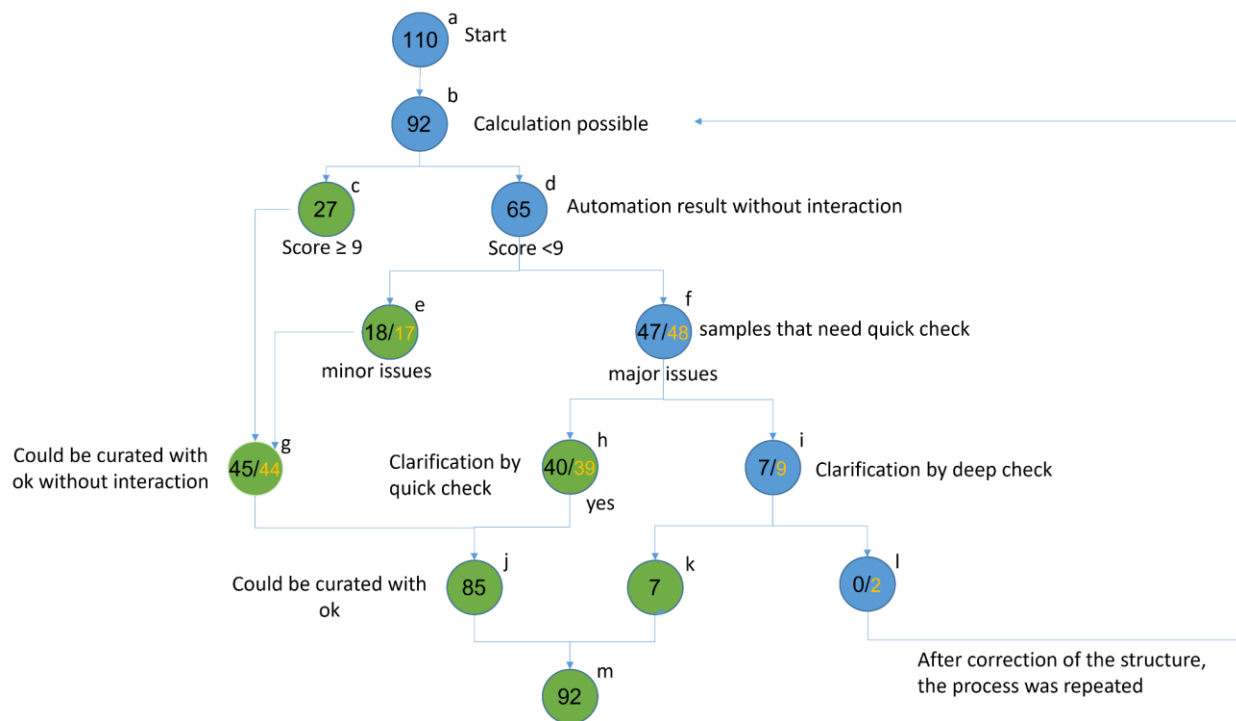 a
110
Start
b
92
Calculation possible
c
d
27
65
Automation result without interaction
Score ≥ 9
Score <9
e
f
18/17
47/48
samples that need quick check
minor issues
major issues
g
h
i
Could be curated with
ok without interaction
45/44
Clarification by
quick check
40/39
7/9
Clarification by deep check
yes
j
k
l
Could be curated with
ok
85
7
0/2
After correction of the structure,
the process was repeated
m
92